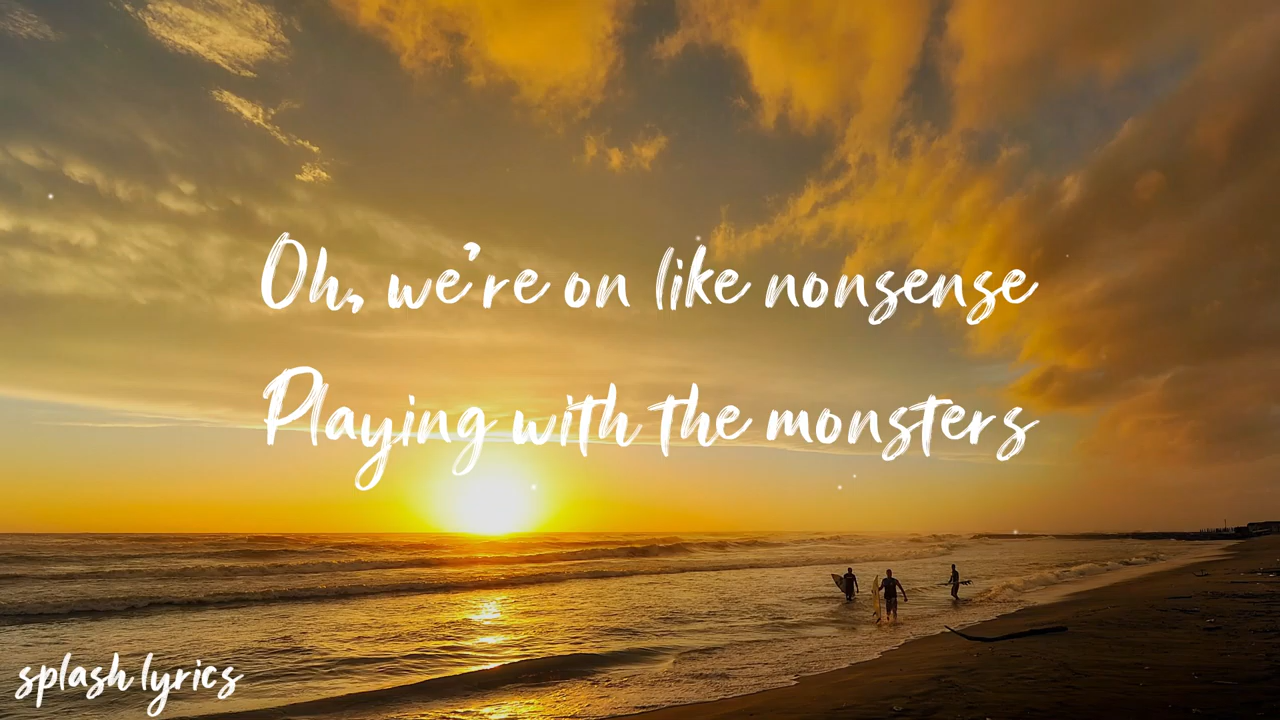 Oh, we're on like nonsense
Playing with the monsters
splash lyrics